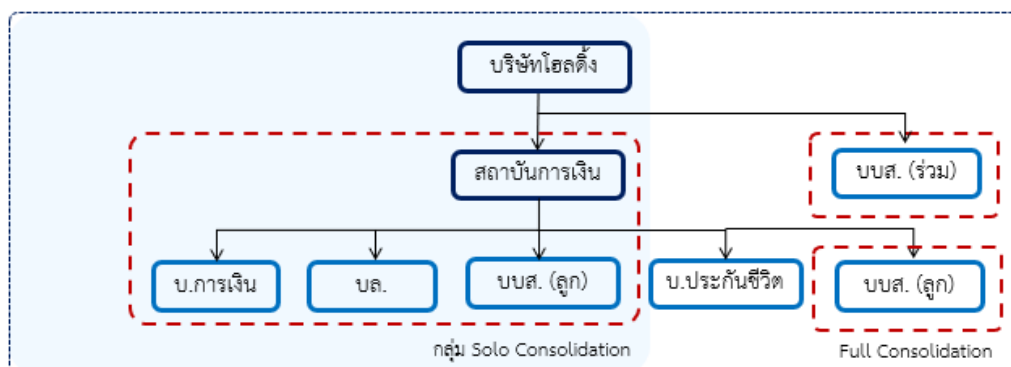 บริษัทโฮลดิ้ง
สถาบันการเงิน
บบส. (ร่วม)
บ.การเงิน
บล.
บบส. (ลูก)
บ.ประกันชีวิต
บบส. (ลูก)
กลุ่ม Solo Consolidation
Full Consolidation